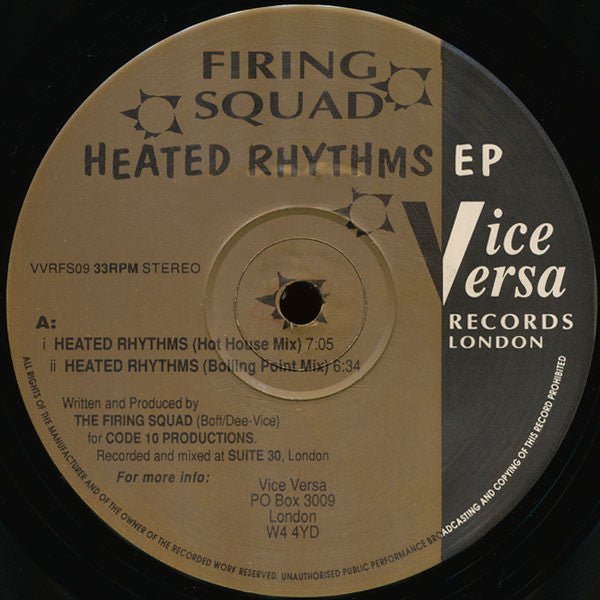 FIRING
SQUAD
HEATED RHYTHMS EP
Vice
Versa
RECORDS
LONDON
VVRFS09 33RPM STEREO
A:
i HEATED RHYTHMS (Hot House Mix) 7:05
ii HEATED RHYTHMS (Boiling Point Mix) 6:34
Written and Produced by
THE FIRING SQUAD (Boff/Dee-Vice)
for CODE 10 PRODUCTIONS.
Recorded and mixed at SUITE 30, London
For more info:
Vice Versa
PO Box 3009
London
W4 4YD
ALL RIGHTS OF THE MANUFACTURER AND OF THE OWNER OF THE RECORDED WORK RESERVED. UNAUTHORISED PUBLIC PERFORMANCE BROADCASTING AND COPYING OF THIS RECORD PROHIBITED